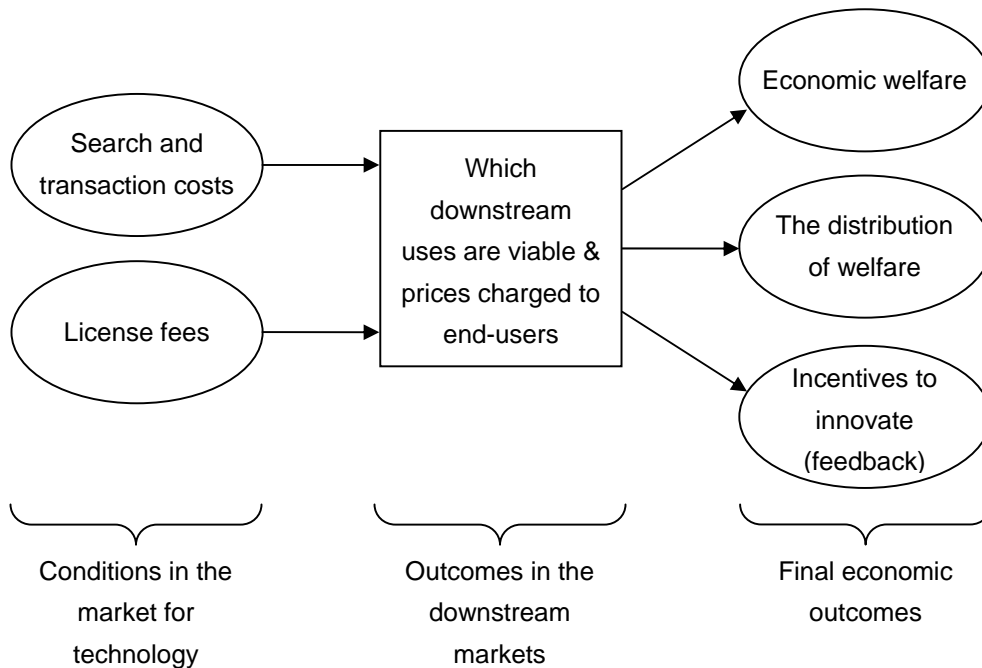 Search and
transaction costs
License fees
Which
downstream
uses are viable &
prices charged to
end-users
Economic welfare
The distribution
of welfare
Incentives to
innovate
(feedback)
Conditions in the
market for
technology
Outcomes in the
downstream
markets
Final economic
outcomes